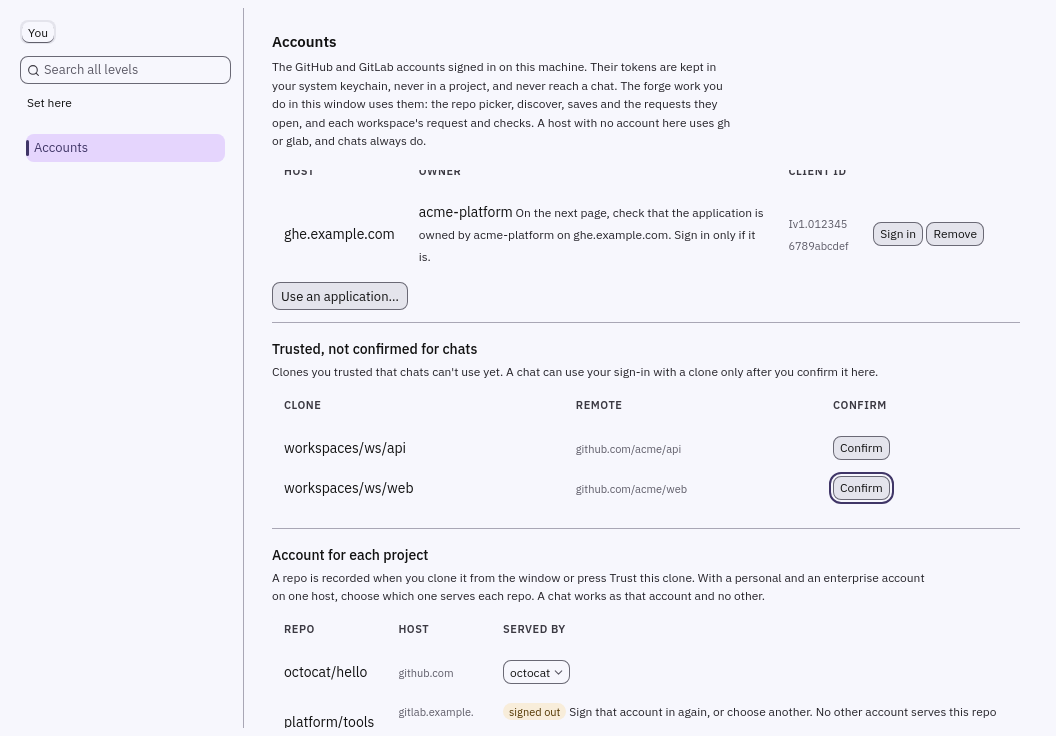 You
Search all levels
Set here
Accounts
Accounts
The GitHub and GitLab accounts signed in on this machine. Their tokens are kept in
your system keychain, never in a project, and never reach a chat. The forge work you
do in this window uses them: the repo picker, discover, saves and the requests they
open, and each workspace's request and checks. A host with no account here uses gh
or glab, and chats always do.
HOST OWNER CLIENT ID
ghe.example.com
acme-platform On the next page, check that the application is
owned by acme-platform on ghe.example.com. Sign in only if it
is.
Iv1.012345
6789abcdef
Sign in Remove
Use an application...
Trusted, not confirmed for chats
Clones you trusted that chats can't use yet. A chat can use your sign-in with a clone only after you confirm it here.
CLONE REMOTE CONFIRM
workspaces/ws/api github.com/acme/api Confirm
workspaces/ws/web github.com/acme/web Confirm
Account for each project
A repo is recorded when you clone it from the window or press Trust this clone. With a personal and an enterprise account
on one host, choose which one serves each repo. A chat works as that account and no other.
REPO HOST SERVED BY
octocat/hello github.com octocat
platform/tools gitlab.example. signed out Sign that account in again, or choose another. No other account serves this repo